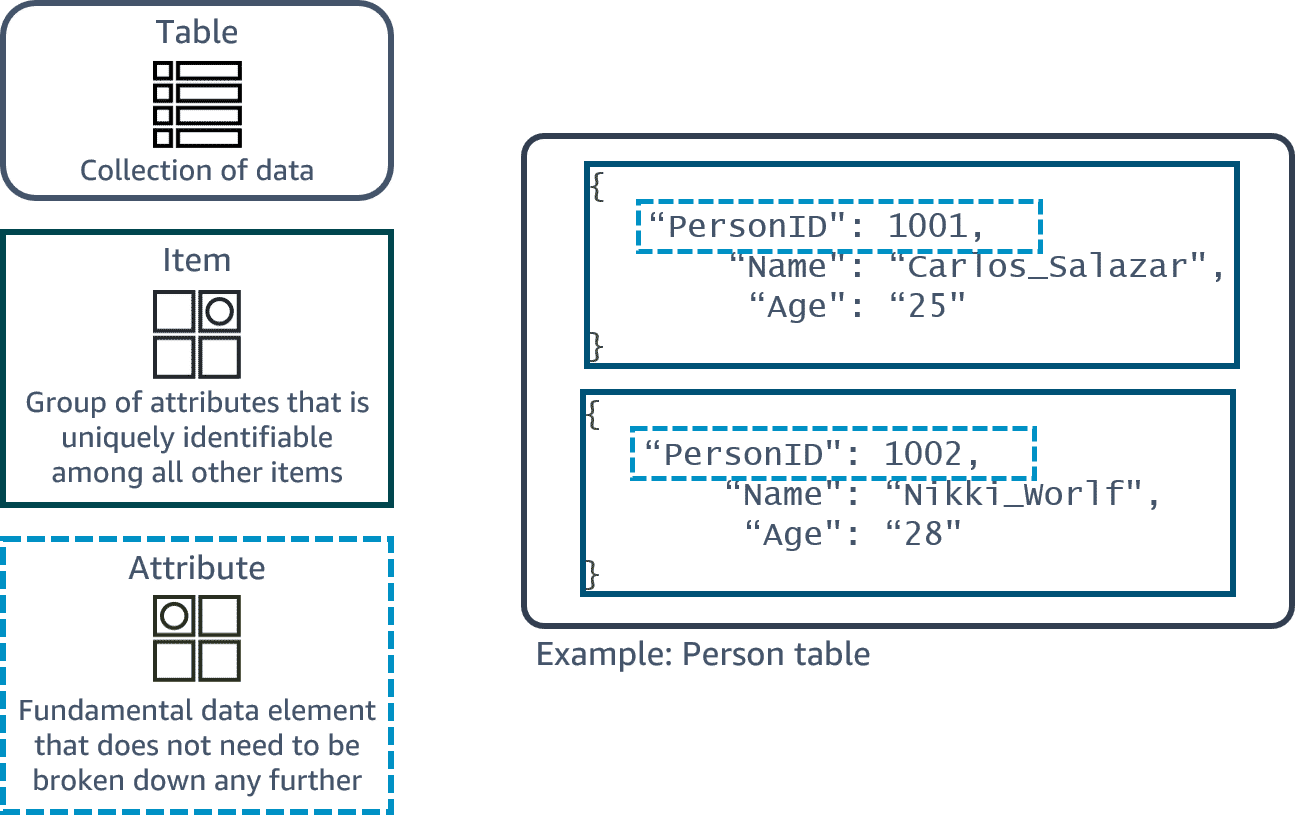 Table
Collection of data
Item
Group of attributes that is
uniquely identifiable
among all other items
Attribute
Fundamental data element
that does not need to be
broken down any further
{
“PersonID": 1001,
“Name": “Carlos_Salazar",
“Age": “25"
}
{
“PersonID": 1002,
“Name": “Nikki_Worlf",
“Age": “28"
}
Example: Person table